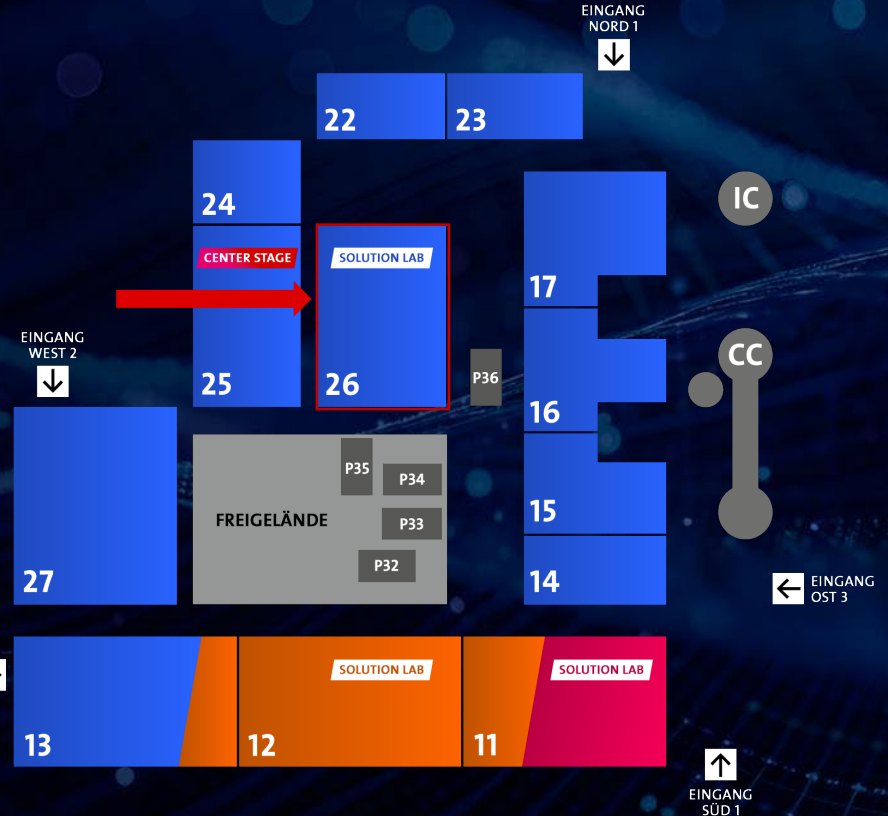 EINGANG
NORD 1
22
23
24
IC
CENTER STAGE
SOLUTION LAB
17
EINGANG
WEST 2
CC
25
26
P36
16
P35
P34
FREIGELÄNDE
P33
15
P32
27
14
EINGANG
OST 3
SOLUTION LAB
SOLUTION LAB
13
12
11
EINGANG
SÜD 1